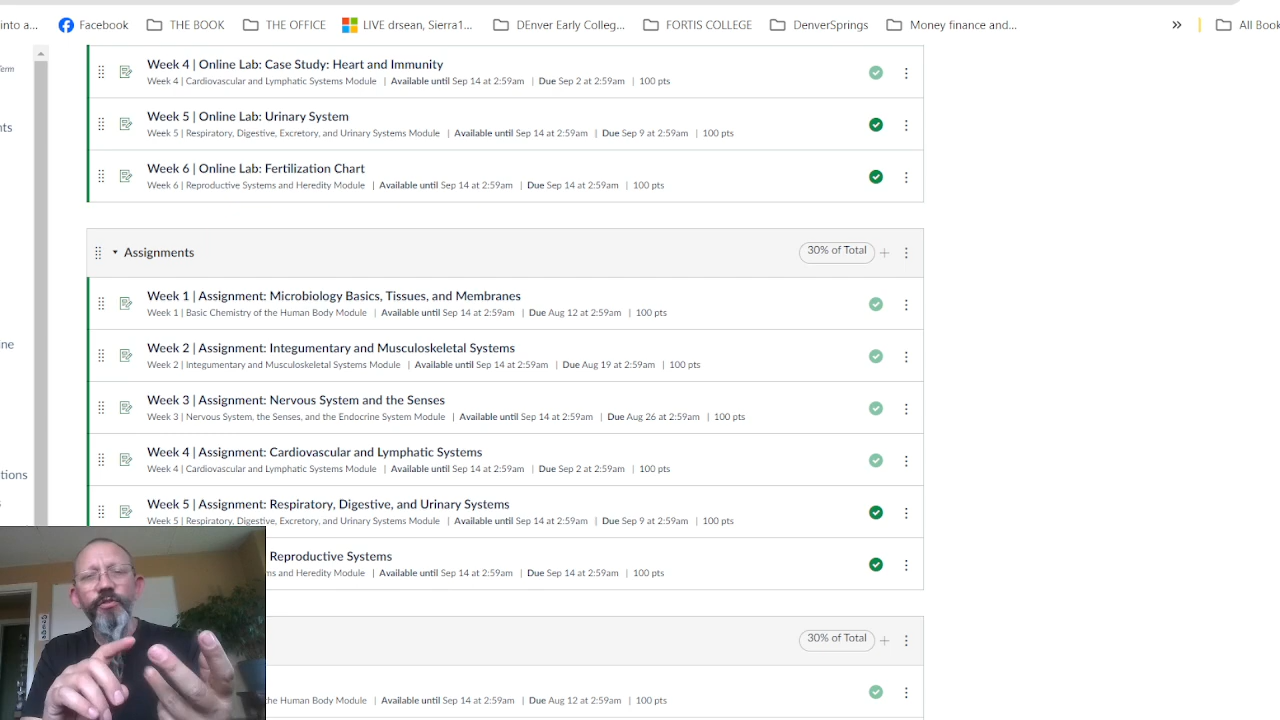 into a...
Facebook
THE BOOK
THE OFFICE
LIVE drsean, Sierra1...
DEnver Early Colleg...
FORTIS COLLEGE
DenverSprings
Money finance and...
»
All Book
Term
nts
ne
tions
s
Week 4 | Online Lab: Case Study: Heart and Immunity
Week 4 | Cardiovascular and Lymphatic Systems Module | Available until Sep 14 at 2:59am | Due Sep 2 at 2:59am | 100 pts
Week 5 | Online Lab: Urinary System
Week 5 | Respiratory, Digestive, Excretory, and Urinary Systems Module | Available until Sep 14 at 2:59am | Due Sep 9 at 2:59am | 100 pts
Week 6 | Online Lab: Fertilization Chart
Week 6 | Reproductive Systems and Heredity Module | Available until Sep 14 at 2:59am | Due Sep 14 at 2:59am | 100 pts
Assignments 30% of Total +
Week 1 | Assignment: Microbiology Basics, Tissues, and Membranes
Week 1 | Basic Chemistry of the Human Body Module | Available until Sep 14 at 2:59am | Due Aug 12 at 2:59am | 100 pts
Week 2 | Assignment: Integumentary and Musculoskeletal Systems
Week 2 | Integumentary and Musculoskeletal Systems Module | Available until Sep 14 at 2:59am | Due Aug 19 at 2:59am | 100 pts
Week 3 | Assignment: Nervous System and the Senses
Week 3 | Nervous System, the Senses, and the Endocrine System Module | Available until Sep 14 at 2:59am | Due Aug 26 at 2:59am | 100 pts
Week 4 | Assignment: Cardiovascular and Lymphatic Systems
Week 4 | Cardiovascular and Lymphatic Systems Module | Available until Sep 14 at 2:59am | Due Sep 2 at 2:59am | 100 pts
Week 5 | Assignment: Respiratory, Digestive, and Urinary Systems
Week 5 | Respiratory, Digestive, Excretory, and Urinary Systems Module | Available until Sep 14 at 2:59am | Due Sep 9 at 2:59am | 100 pts
Reproductive Systems
ms and Heredity Module | Available until Sep 14 at 2:59am | Due Sep 14 at 2:59am | 100 pts
30% of Total +
he Human Body Module | Available until Sep 14 at 2:59am | Due Aug 12 at 2:59am | 100 pts